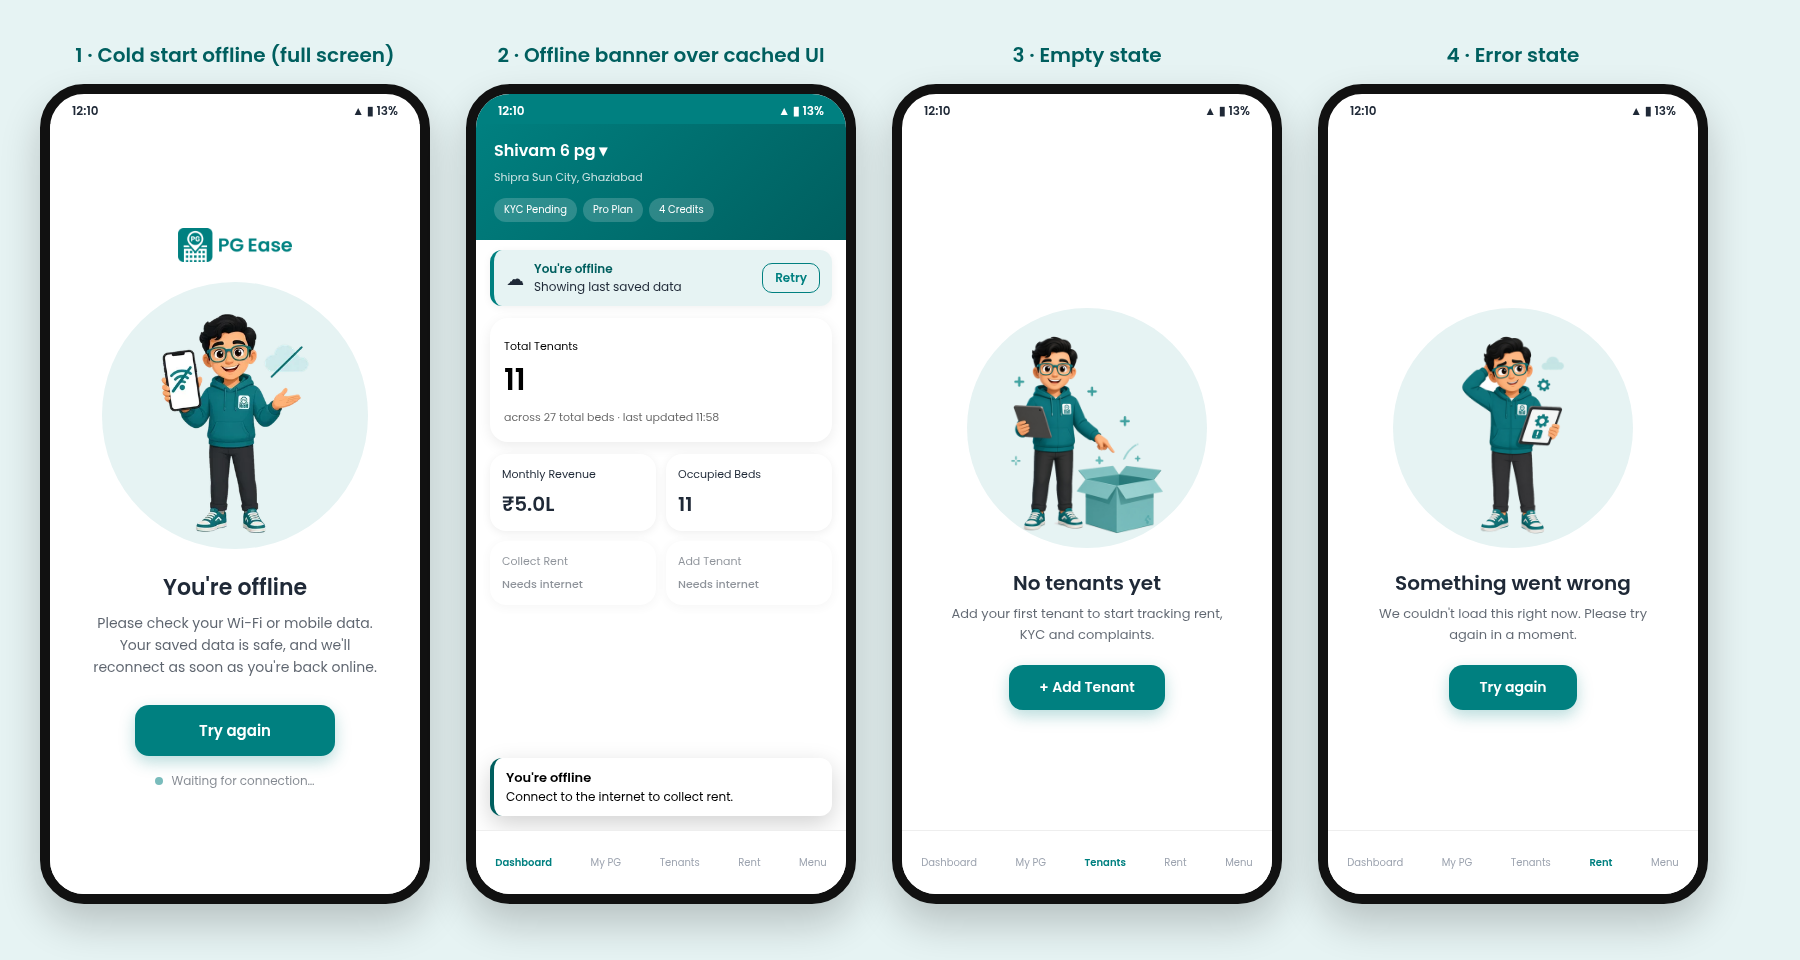 1 · Cold start offline (full screen)
12:10
13%
PG
PG Ease
You're offline
Please check your Wi-Fi or mobile data.
Your saved data is safe, and we'll
reconnect as soon as you're back online.
Try again
Waiting for connection...
2 · Offline banner over cached UI
12:10
13%
Shivam 6 pg ▾
Shipra Sun City, Ghaziabad
KYC Pending
Pro Plan
4 Credits
You're offline
Showing last saved data
Retry
Total Tenants
11
across 27 total beds · last updated 11:58
Monthly Revenue
₹5.0L
Occupied Beds
11
Collect Rent
Needs internet
Add Tenant
Needs internet
You're offline
Connect to the internet to collect rent.
Dashboard
My PG
Tenants
Rent
Menu
3 · Empty state
12:10
13%
No tenants yet
Add your first tenant to start tracking rent,
KYC and complaints.
+ Add Tenant
Dashboard
My PG
Tenants
Rent
Menu
4 · Error state
12:10
13%
Something went wrong
We couldn't load this right now. Please try
again in a moment.
Try again
Dashboard
My PG
Tenants
Rent
Menu